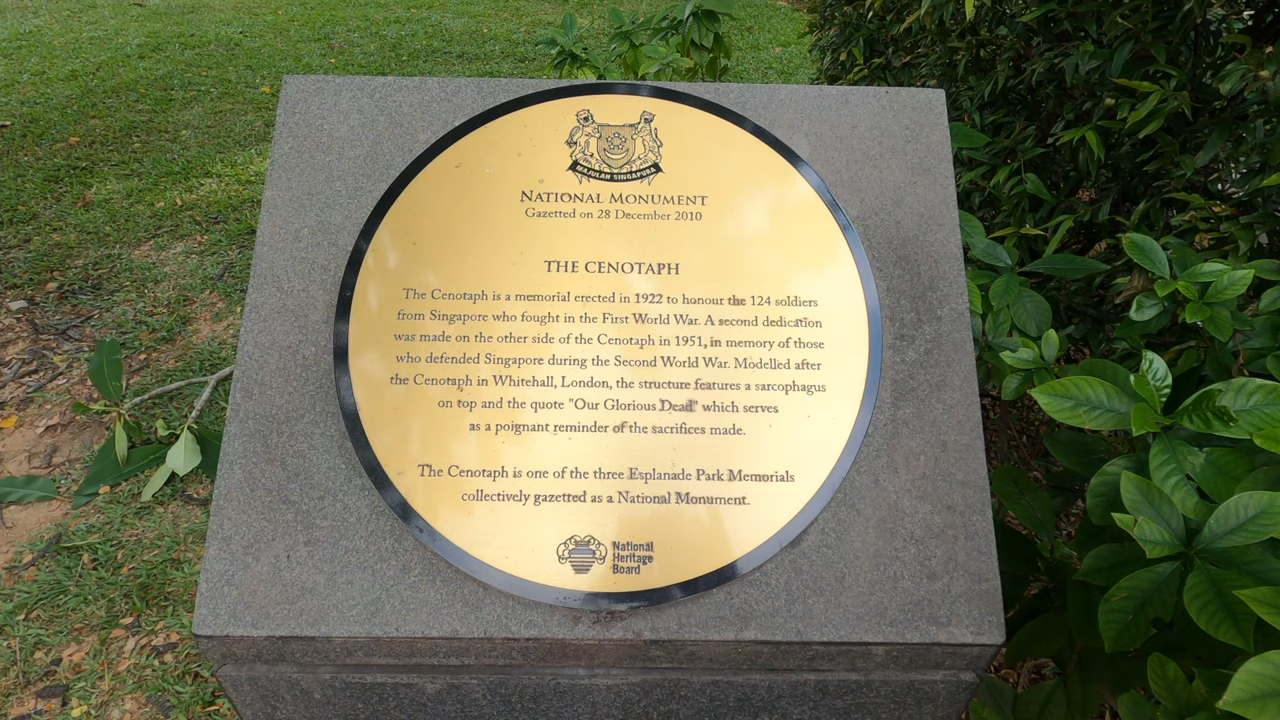 MAJULAH SINGAPURA
NATIONAL MONUMENT
Gazetted on 28 December 2010
THE CENOTAPH
The Cenotaph is a memorial erected in 1922 to honour the 124 soldiers
from Singapore who fought in the First World War. A second dedication
was made on the other side of the Cenotaph in 1951, in memory of those
who defended Singapore during the Second World War. Modelled after
the Cenotaph in Whitehall, London, the structure features a sarcophagus
on top and the quote "Our Glorious Dead" which serves
as a poignant reminder of the sacrifices made.
The Cenotaph is one of the three Esplanade Park Memorials
collectively gazetted as a National Monument.
National
Heritage
Board